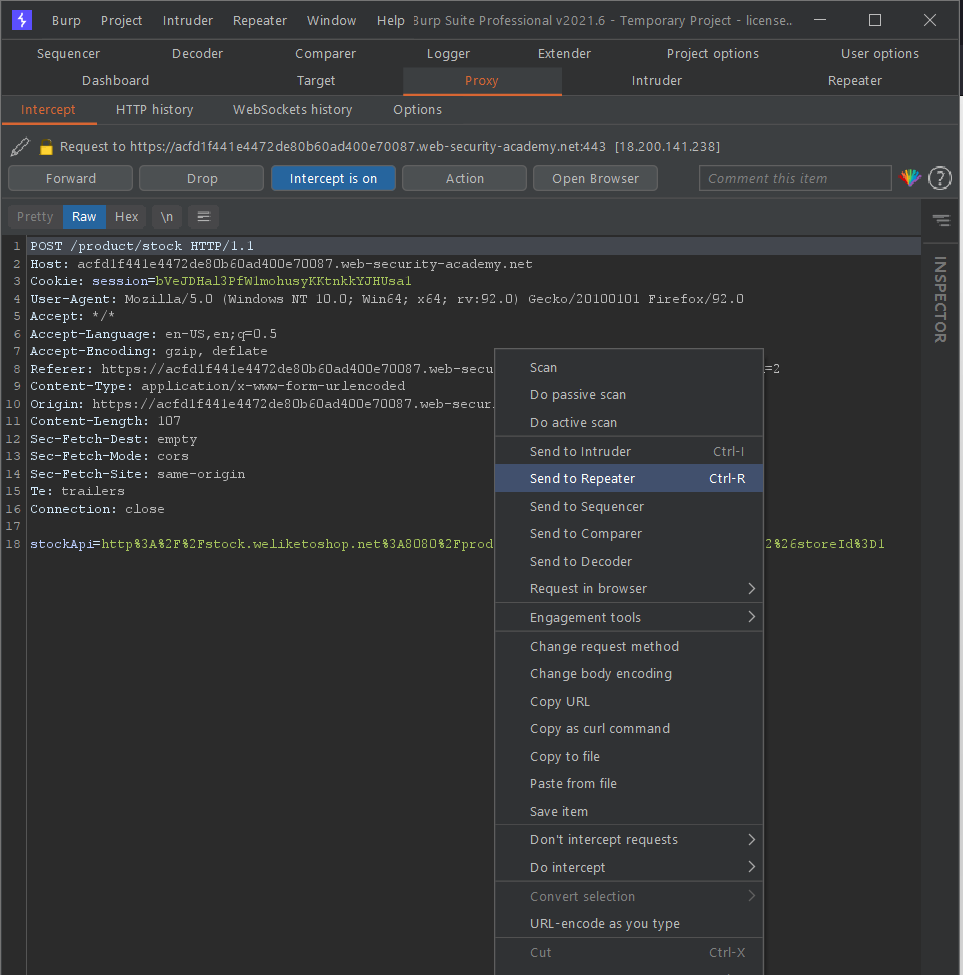 Burp Project Intruder Repeater Window Help Burp Suite Professional v2021.6 - Temporary Project - license..
Sequencer Decoder Comparer Logger Extender Project options User options
Dashboard Target Proxy Intruder Repeater
Intercept HTTP history WebSockets history Options
Request to https://acfd1f441e4472de80b60ad400e70087.web-security-academy.net:443 [18.200.141.238]
Forward Drop Intercept is on Action Open Browser Comment this item ?
Pretty Raw Hex \n
INSPECTOR
1 POST /product/stock HTTP/1.1
2 Host: acfd1f441e4472de80b60ad400e70087.web-security-academy.net
3 Cookie: session=bVeJDHal3PfW1mohusyKKtnkkYJHUsal
4 User-Agent: Mozilla/5.0 (Windows NT 10.0; Win64; x64; rv:92.0) Gecko/20100101 Firefox/92.0
5 Accept: */*
6 Accept-Language: en-US,en;q=0.5
7 Accept-Encoding: gzip, deflate
8 Referer: https://acfd1f441e4472de80b60ad400e70087.web-secu =2
9 Content-Type: application/x-www-form-urlencoded
10 Origin: https://acfd1f441e4472de80b60ad400e70087.web-secur
11 Content-Length: 107
12 Sec-Fetch-Dest: empty
13 Sec-Fetch-Mode: cors
14 Sec-Fetch-Site: same-origin
15 Te: trailers
16 Connection: close
17
18 stockApi=http%3A%2F%2Fstock.weliketoshop.net%3A8080%2Fprod 2%26storeId%3D1
Scan
Do passive scan
Do active scan
Send to Intruder Ctrl-I
Send to Repeater Ctrl-R
Send to Sequencer
Send to Comparer
Send to Decoder
Request in browser
Engagement tools
Change request method
Change body encoding
Copy URL
Copy as curl command
Copy to file
Paste from file
Save item
Don't intercept requests
Do intercept
Convert selection
URL-encode as you type
Cut Ctrl-X